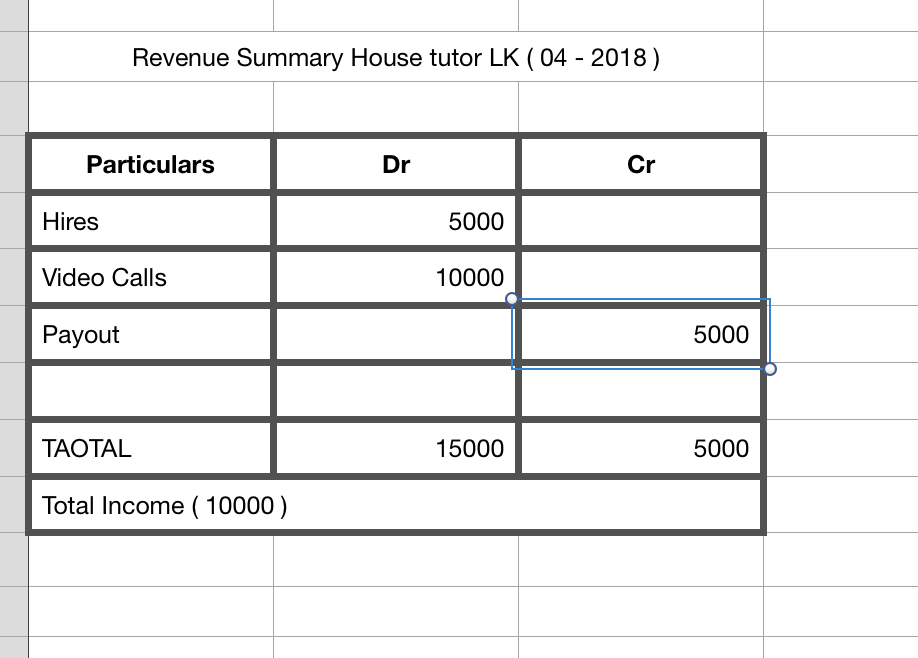 Revenue Summary House tutor LK ( 04 - 2018 )
Particulars Dr Cr
Hires 5000
Video Calls 10000
Payout 5000
TAOTAL 15000 5000
Total Income ( 10000 )